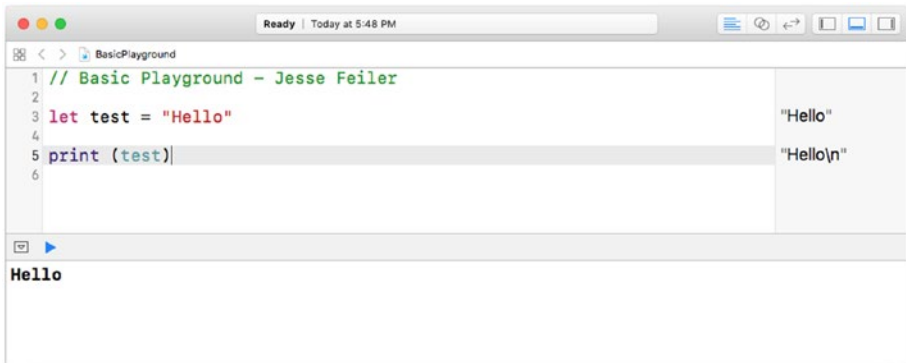 Ready | Today at 5:48 PM
BasicPlayground
1 // Basic Playground – Jesse Feiler
2
3 let test = "Hello" "Hello"
4
5 print (test) "Hello\n"
6
Hello